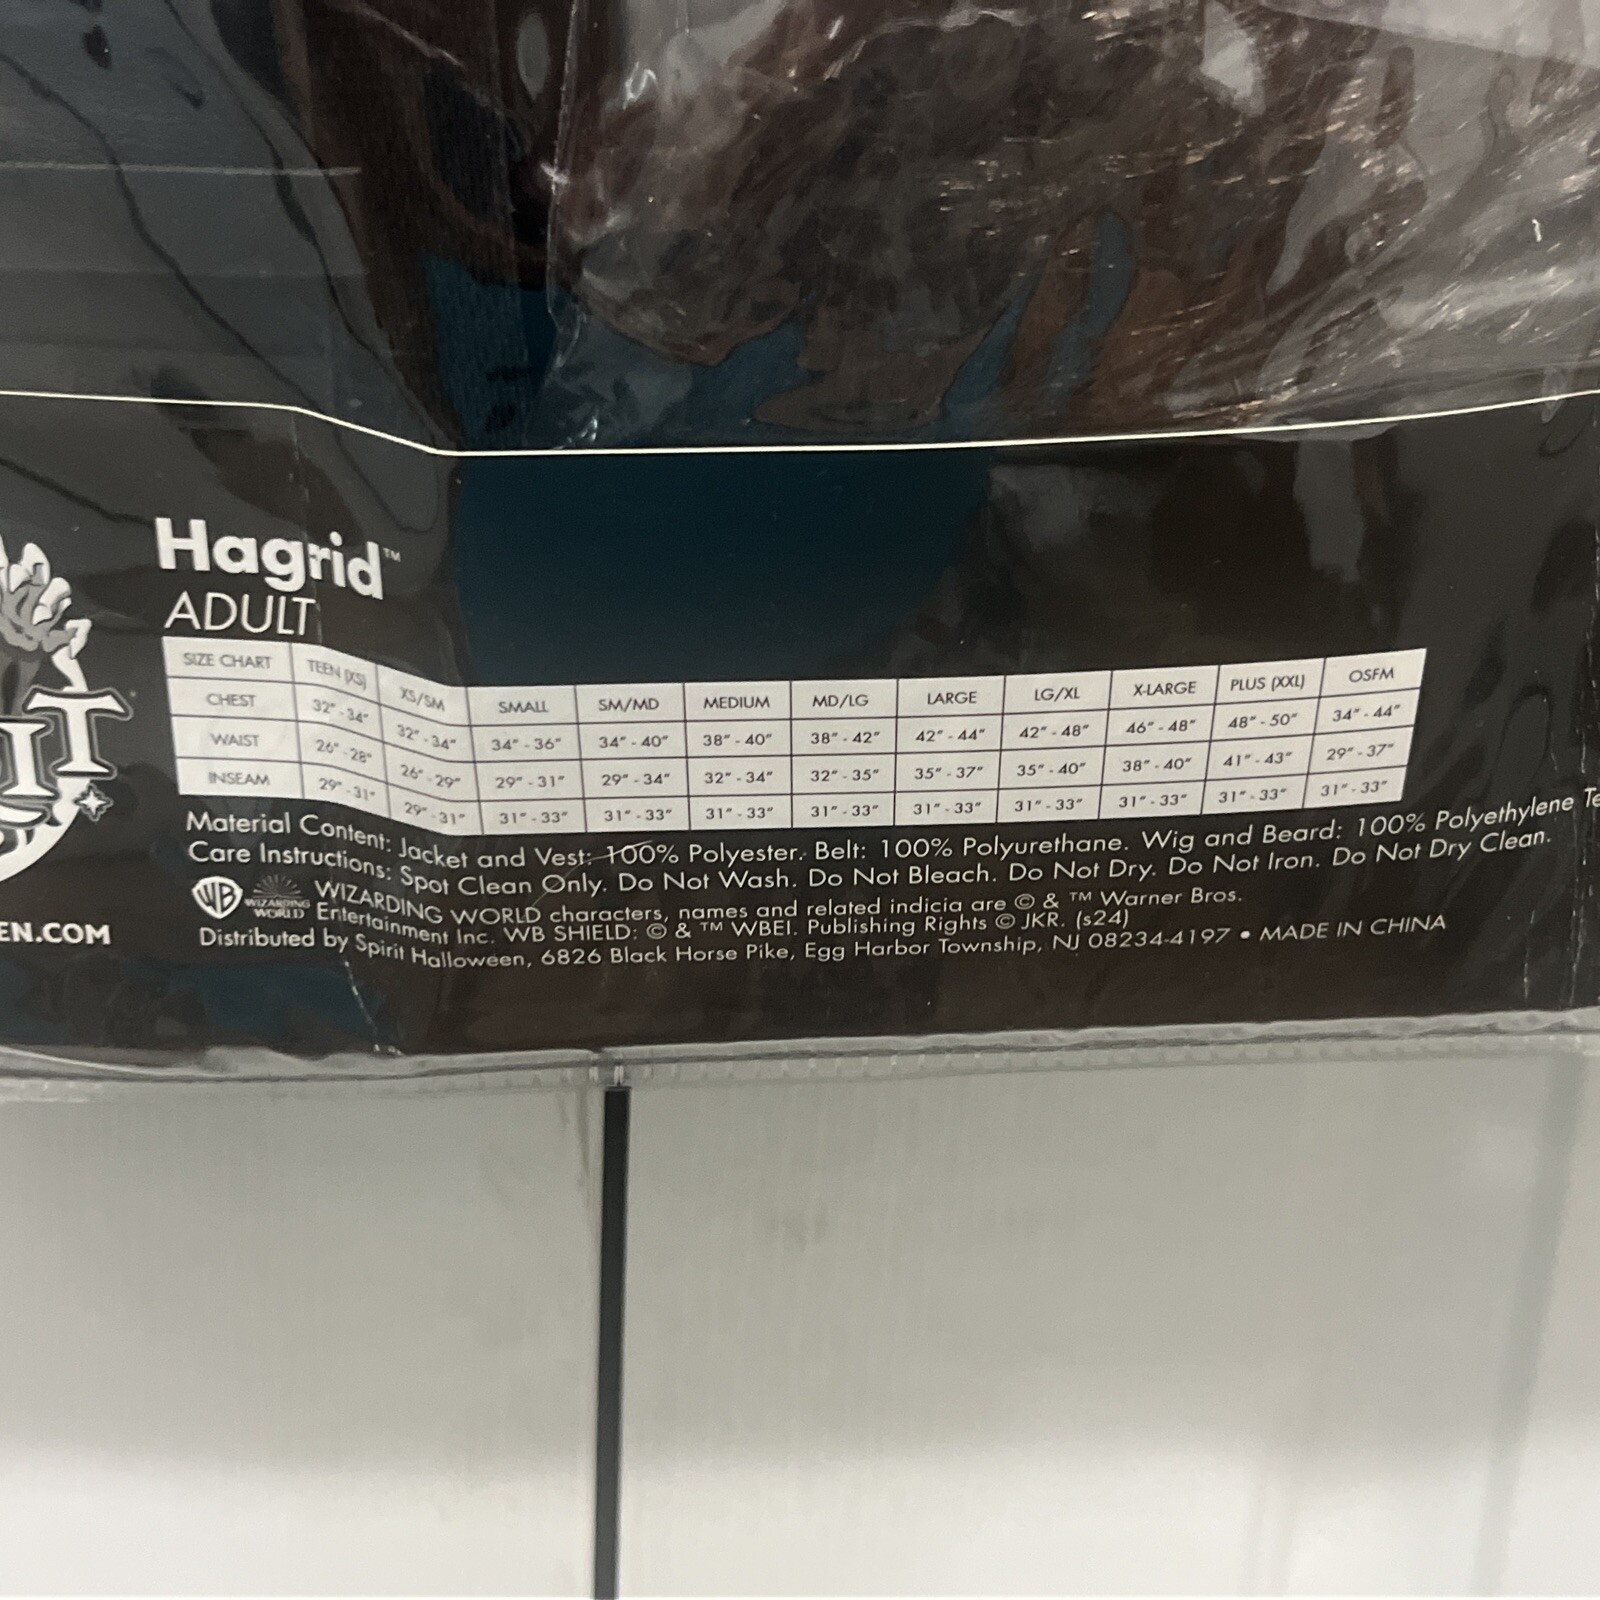 Hagrid™
ADULT
SIZE CHART TEEN (XS) XS/SM SMALL SM/MD MEDIUM MD/LG LARGE LG/XL X-LARGE PLUS (XXL) OSFM
CHEST 32" - 34" 32" - 34" 34" - 36" 34" - 40" 38" - 40" 38" - 42" 42" - 44" 42" - 48" 46" - 48" 48" - 50" 34" - 44"
WAIST 26" - 28" 26" - 29" 29" - 31" 29" - 34" 32" - 34" 32" - 35" 35" - 37" 35" - 40" 38" - 40" 41" - 43" 29" - 37"
INSEAM 29" - 31" 29" - 31" 31" - 33" 31" - 33" 31" - 33" 31" - 33" 31" - 33" 31" - 33" 31" - 33" 31" - 33" 31" - 33"
Material Content: Jacket and Vest: 100% Polyester. Belt: 100% Polyurethane. Wig and Beard: 100% Polyethylene Te
Care Instructions: Spot Clean Only. Do Not Wash. Do Not Bleach. Do Not Dry. Do Not Iron. Do Not Dry Clean.
WB WIZARDING WORLD WIZARDING WORLD characters, names and related indicia are © & ™ Warner Bros.
Entertainment Inc. WB SHIELD: © & ™ WBEI. Publishing Rights © JKR. (s24)
Distributed by Spirit Halloween, 6826 Black Horse Pike, Egg Harbor Township, NJ 08234-4197 • MADE IN CHINA
IT
EN.COM